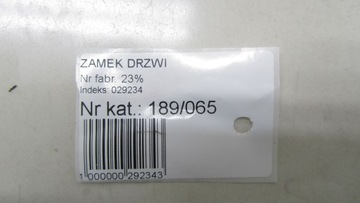 ZAMEK DRZWI
Nr fabr. 23%
Indeks: 029234
Nr kat.: 189/065
1 000000 292343